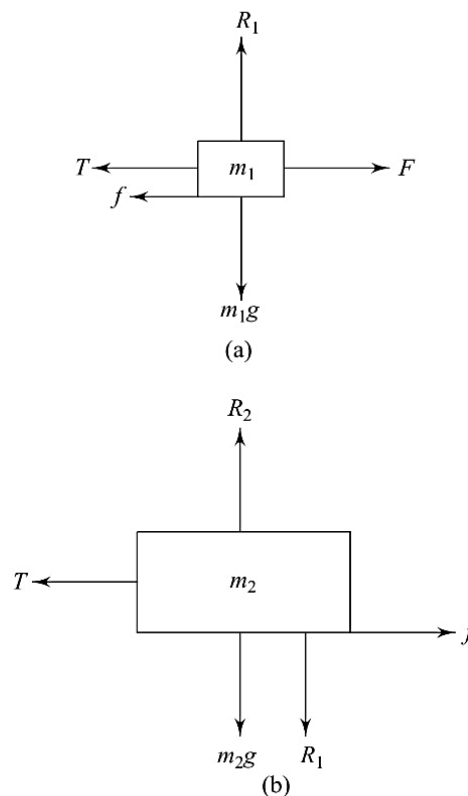 R₁
T m₁ F
f
m₁g
(a)
R₂
T m₂
m₂g R₁
(b)